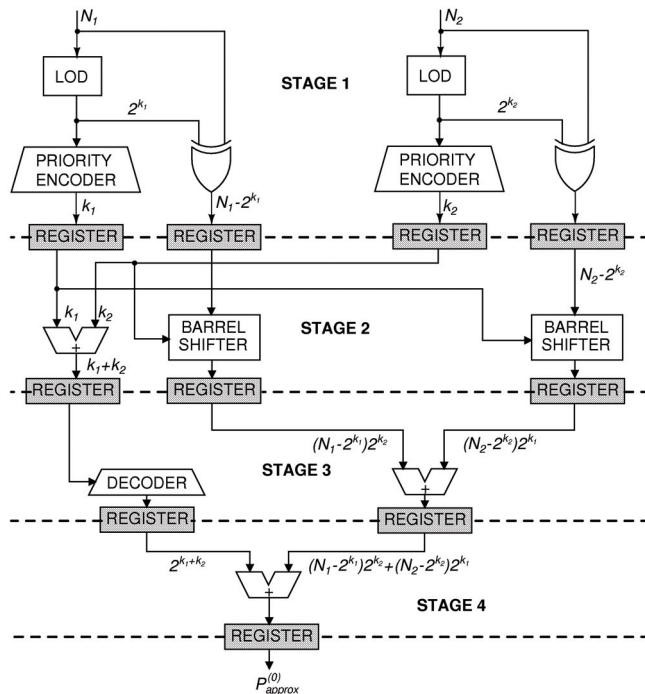 N₁
N₂
LOD
LOD
STAGE 1
2^{k₁}
2^{k₂}
PRIORITY
ENCODER
PRIORITY
ENCODER
k₁
N₁-2^{k₁}
k₂
REGISTER
REGISTER
REGISTER
REGISTER
N₂-2^{k₂}
k₁
k₂
STAGE 2
BARREL
SHIFTER
BARREL
SHIFTER
+
k₁+k₂
REGISTER
REGISTER
REGISTER
(N₁-2^{k₁})2^{k₂}
(N₂-2^{k₂})2^{k₁}
STAGE 3
DECODER
+
REGISTER
REGISTER
2^{k₁+k₂}
(N₁-2^{k₁})2^{k₂}+(N₂-2^{k₂})2^{k₁}
+
STAGE 4
REGISTER
P_{approx}^{(0)}